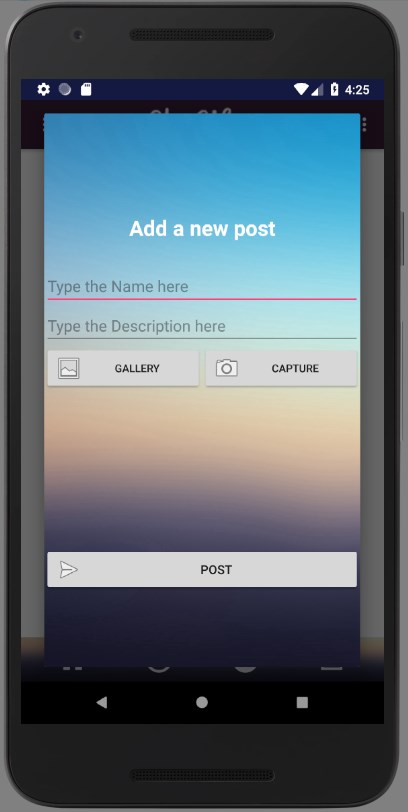 4:25
Add a new post
Type the Name here
Type the Description here
GALLERY
CAPTURE
POST